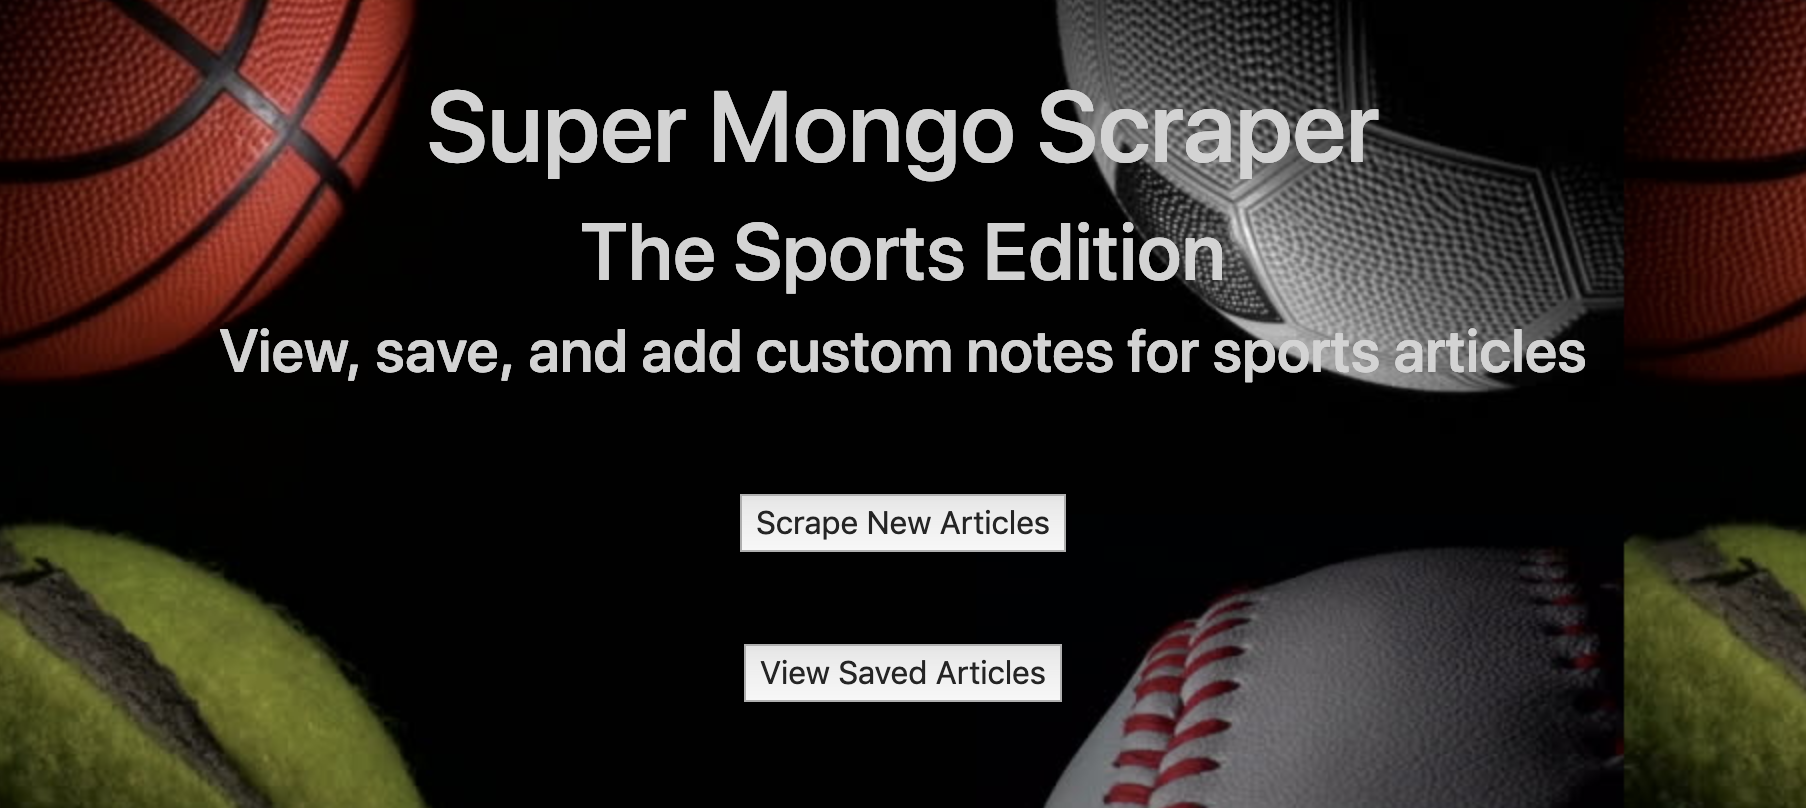 Super Mongo Scraper
The Sports Edition
View, save, and add custom notes for sports articles
Scrape New Articles
View Saved Articles